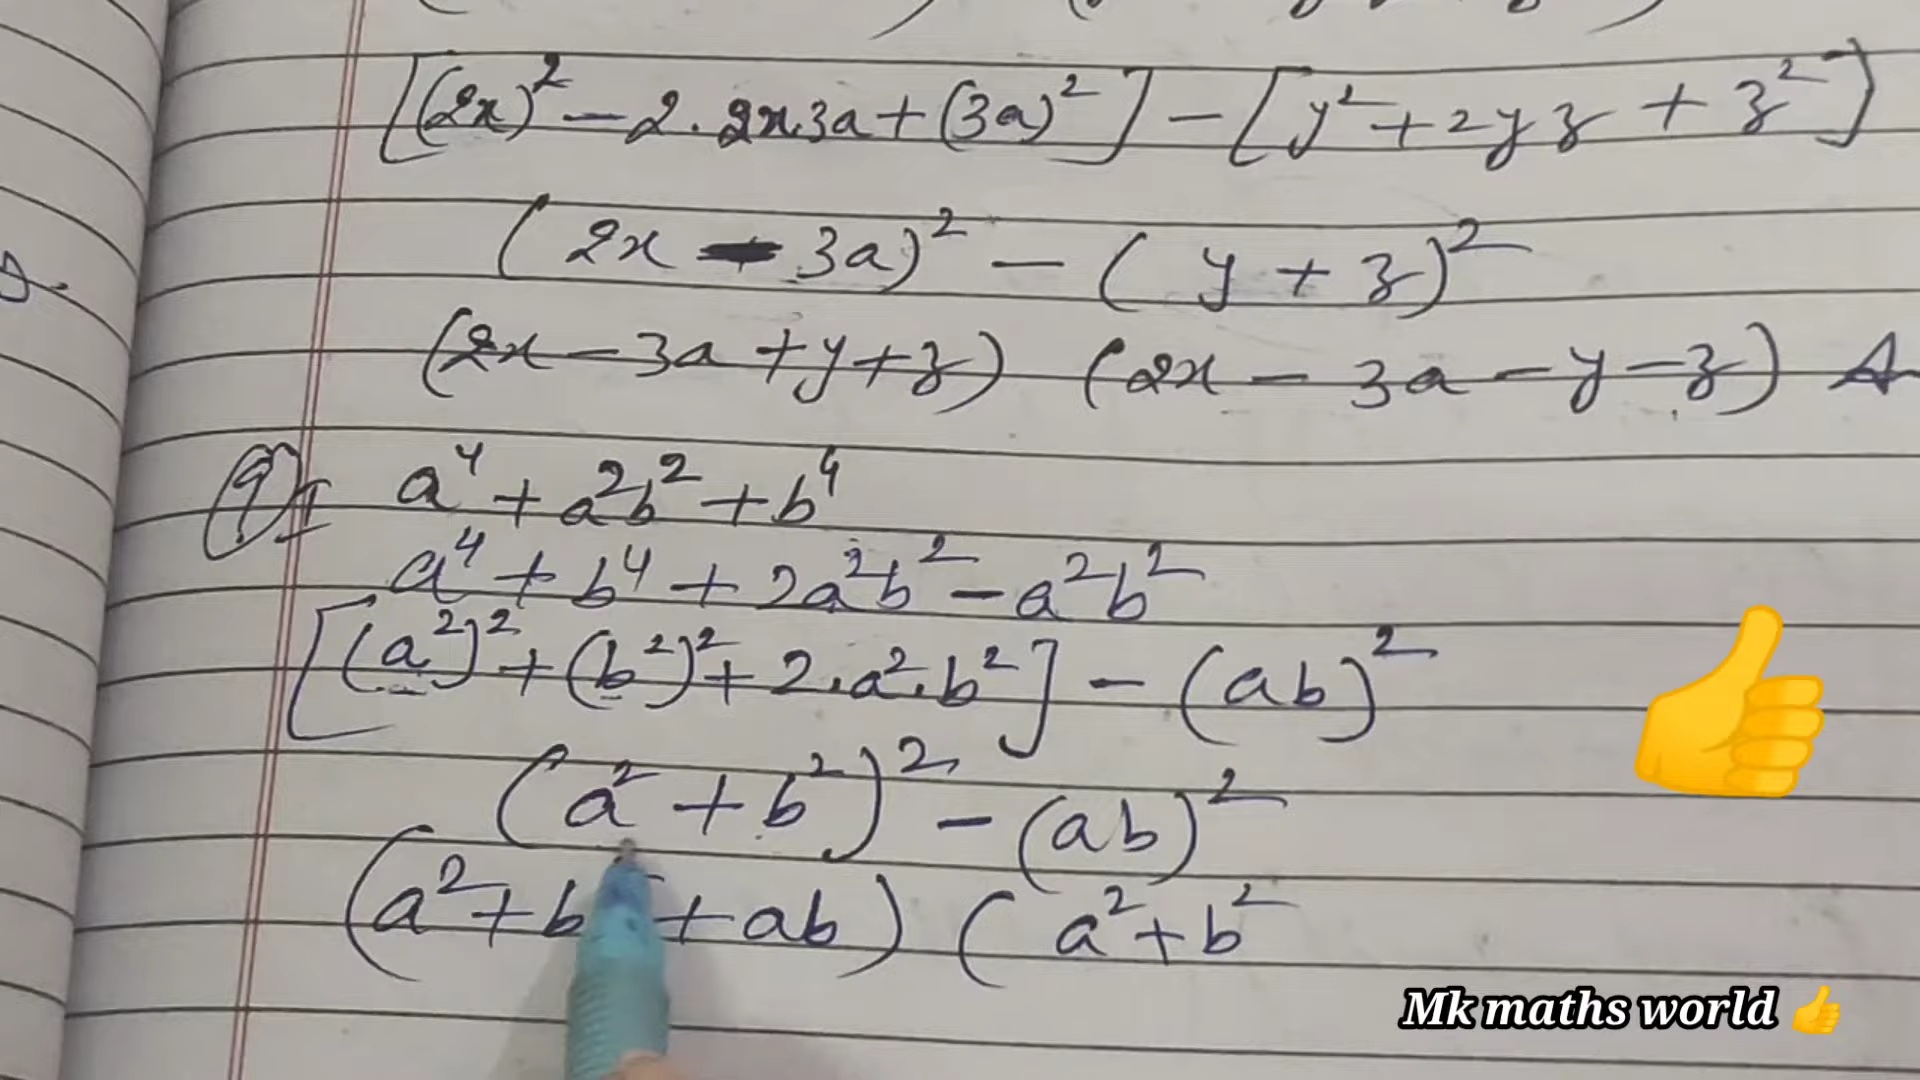 [(2x)² - 2 . 2x.3a + (3a)²] - [y² + 2yz + z²]
(2x - 3a)² - (y + z)²
(2x - 3a + y + z) (2x - 3a - y - z) A
Q: a⁴ + a²b² + b⁴
a⁴ + b⁴ + 2a²b² - a²b²
[(a²)² + (b²)² + 2.a².b²] - (ab)²
(a² + b²)² - (ab)²
(a² + b + ab) (a² + b²
Mk maths world 👍